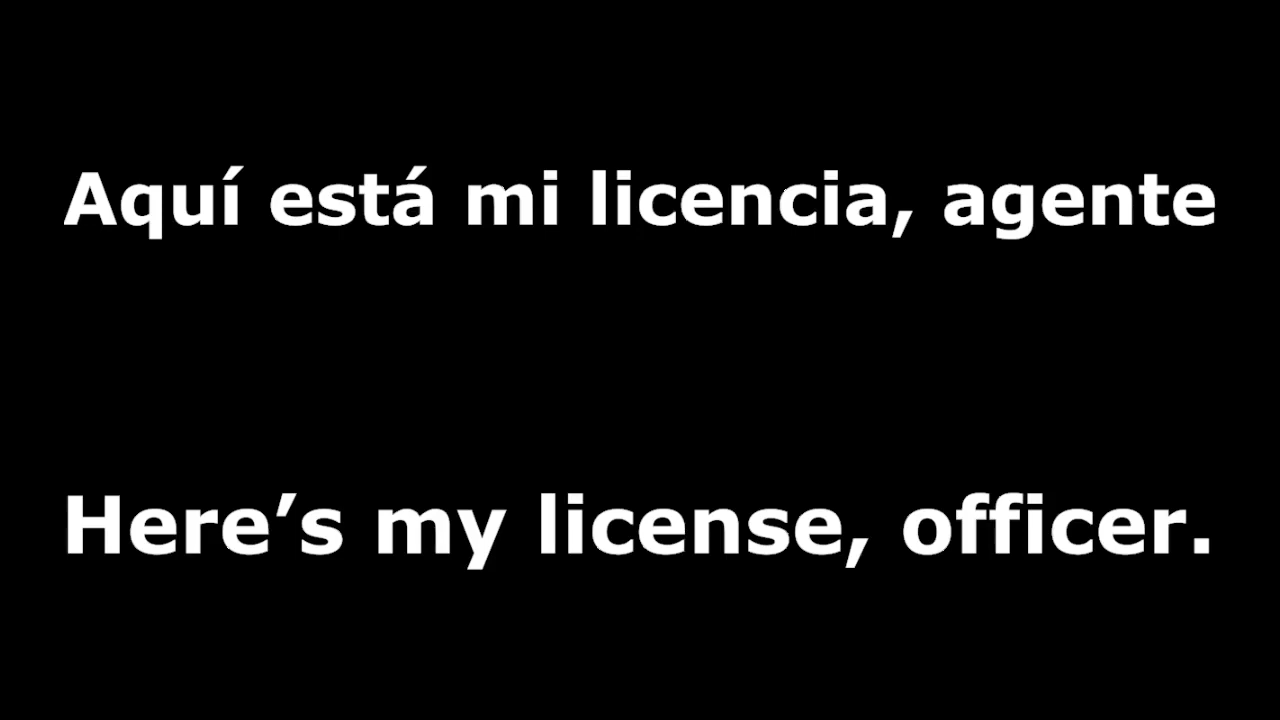 Aquí está mi licencia, agente
Here’s my license, officer.